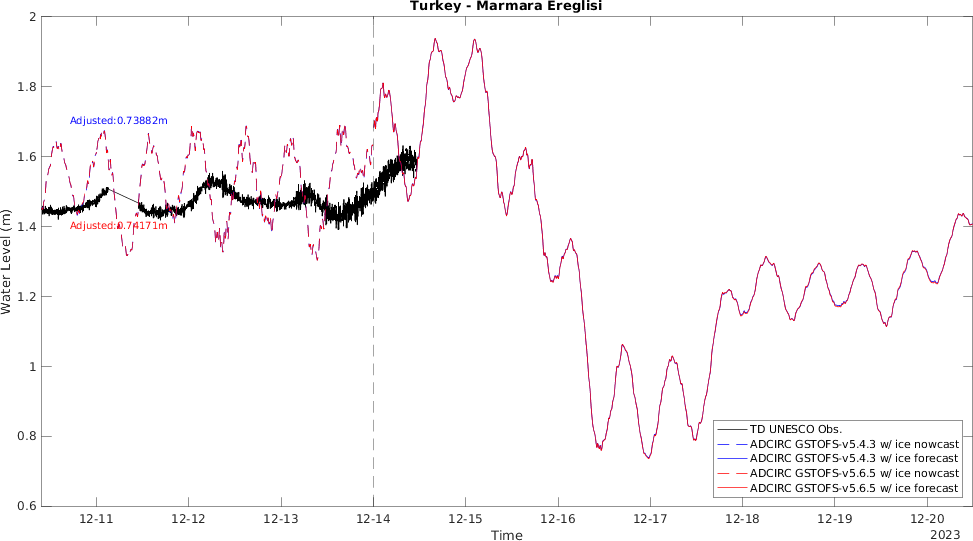 Turkey - Marmara Ereglisi
2
1.8
1.6
1.4
1.2
1
0.8
0.6
Water Level (m)
Adjusted:0.73882m
Adjusted:0.74171m
TD UNESCO Obs.
ADCIRC GSTOFS-v5.4.3 w/ ice nowcast
ADCIRC GSTOFS-v5.4.3 w/ ice forecast
ADCIRC GSTOFS-v5.6.5 w/ ice nowcast
ADCIRC GSTOFS-v5.6.5 w/ ice forecast
12-11 12-12 12-13 12-14 12-15 12-16 12-17 12-18 12-19 12-20
Time
2023